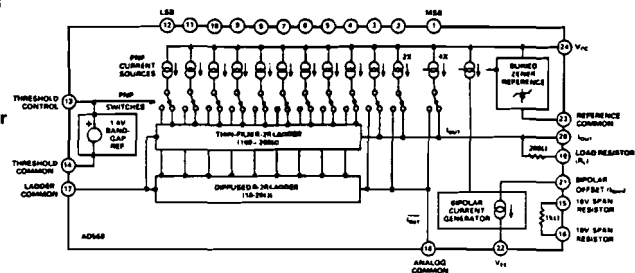 LSB
MSB
12 11 10 9 8 7 6 5 4 3 2 1
PNP
CURRENT
SOURCES
2X
4X
24 VCC
BURIED
ZENER
REFERENCE
THRESHOLD
CONTROL
13
PNP
SWITCHES
1.4V
BAND-
GAP
REF
23 REFERENCE
COMMON
THIN-FILM R-2R LADDER
IOUT
20 IOUT
200Ω
19 LOAD RESISTOR
(RL)
THRESHOLD
COMMON
14
LADDER
COMMON
17
DIFFUSED R-2R LADDER
21 BIPOLAR
OFFSET
BIPOLAR
CURRENT
GENERATOR
15 10V SPAN
RESISTOR
1kΩ
16 10V SPAN
RESISTOR
IOUT
AD568
18
ANALOG
COMMON
22
VEE